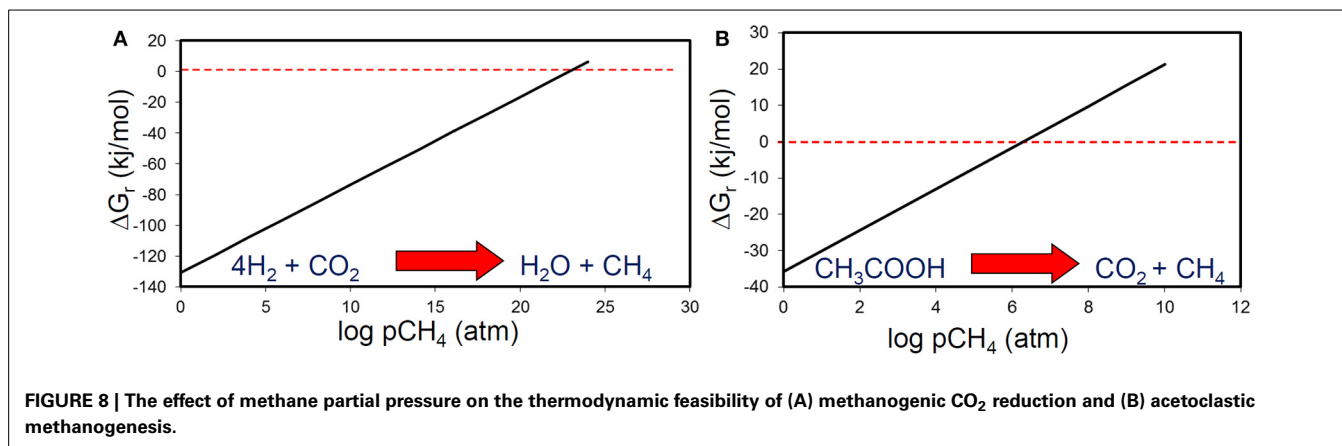 A
20
0
-20
-40
-60
-80
-100
-120
-140
ΔGr (kj/mol)
4H₂ + CO₂
H₂O + CH₄
0
5
10
15
20
25
30
log pCH₄ (atm)
B
30
20
10
0
-10
-20
-30
-40
ΔGr (kj/mol)
CH₃COOH
CO₂ + CH₄
0
2
4
6
8
10
12
log pCH₄ (atm)
FIGURE 8 | The effect of methane partial pressure on the thermodynamic feasibility of (A) methanogenic CO₂ reduction and (B) acetoclastic
methanogenesis.